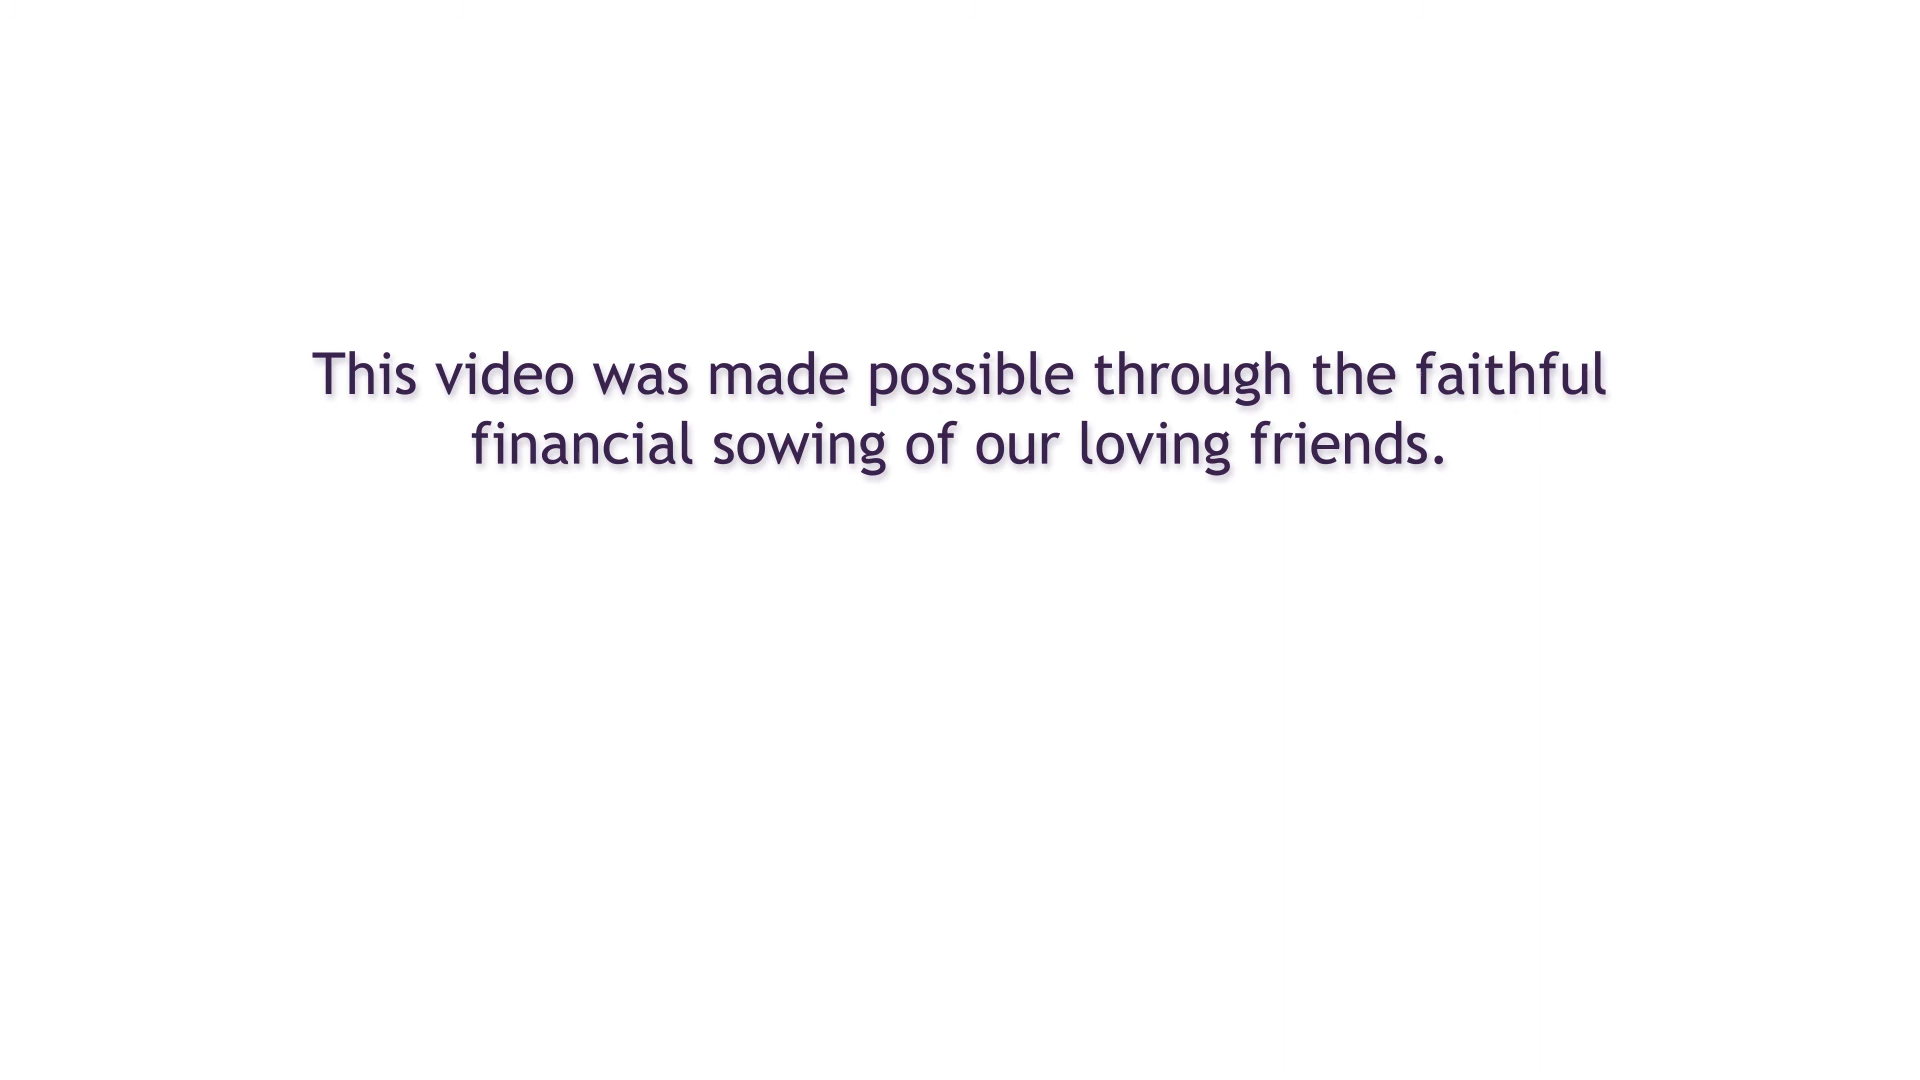 This video was made possible through the faithful
financial sowing of our loving friends.